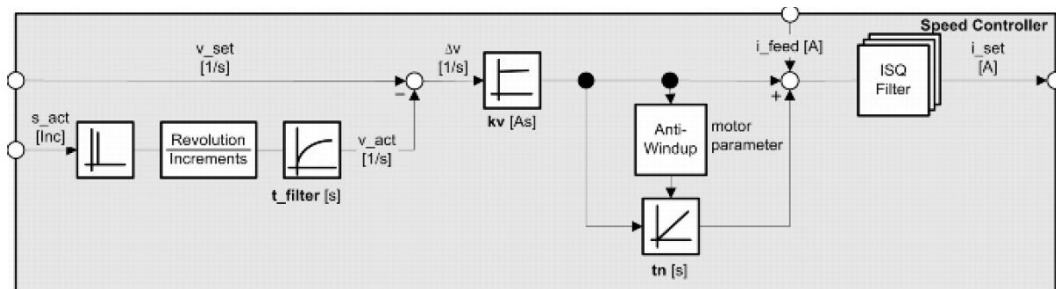 Speed Controller
v_set
[1/s]
Δv
[1/s]
i_feed [A]
i_set
[A]
ISQ
Filter
–
kv [As]
+
s_act
[Inc]
Revolution
Increments
v_act
[1/s]
t_filter [s]
Anti-
Windup
motor
parameter
tn [s]